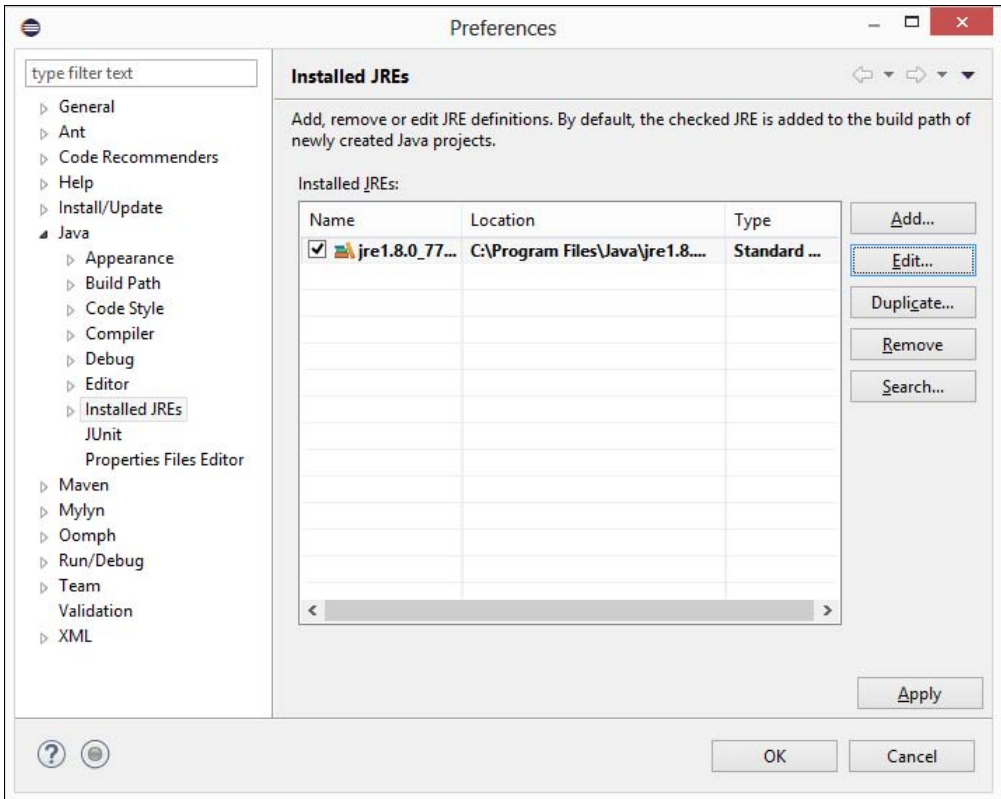 Preferences
type filter text
General
Ant
Code Recommenders
Help
Install/Update
Java
Appearance
Build Path
Code Style
Compiler
Debug
Editor
Installed JREs
JUnit
Properties Files Editor
Maven
Mylyn
Oomph
Run/Debug
Team
Validation
XML
Installed JREs
Add, remove or edit JRE definitions. By default, the checked JRE is added to the build path of
newly created Java projects.
Installed JREs:
Name Location Type
jre1.8.0_77... C:\Program Files\Java\jre1.8.... Standard ...
Add...
Edit...
Duplicate...
Remove
Search...
Apply
?
OK Cancel